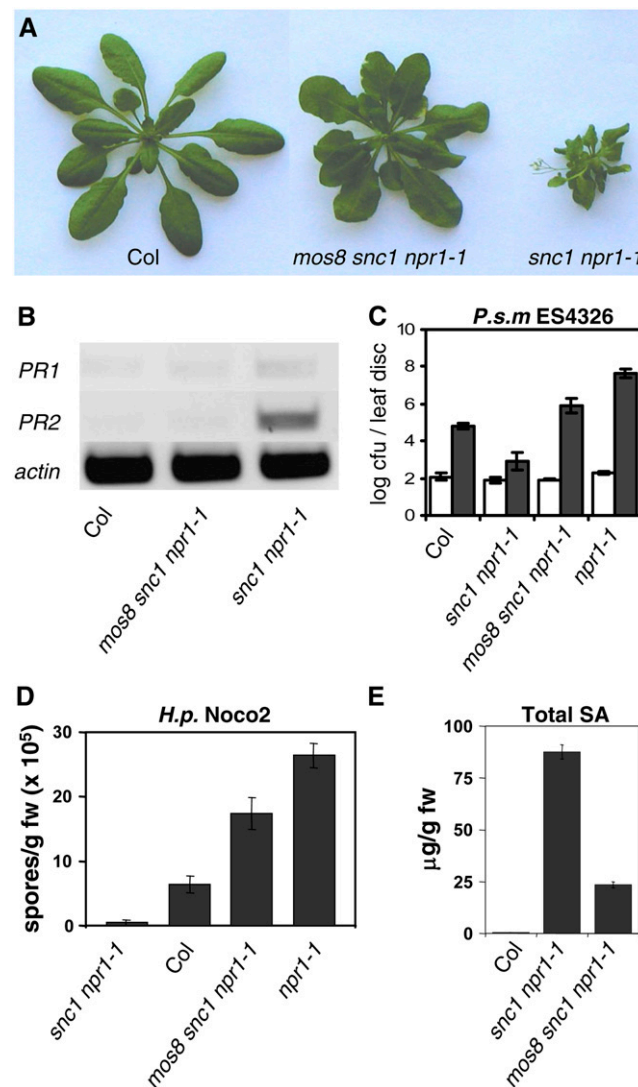 A
Col
mos8 snc1 npr1-1
snc1 npr1-1
B
PR1
PR2
actin
Col
mos8 snc1 npr1-1
snc1 npr1-1
C
P.s.m ES4326
log cfu / leaf disc
10
8
6
4
2
0
Col
snc1 npr1-1
mos8 snc1 npr1-1
npr1-1
D
H.p. Noco2
spores/g fw (x 10⁵)
30
20
10
0
snc1 npr1-1
Col
mos8 snc1 npr1-1
npr1-1
E
Total SA
µg/g fw
100
75
50
25
0
Col
snc1 npr1-1
mos8 snc1 npr1-1